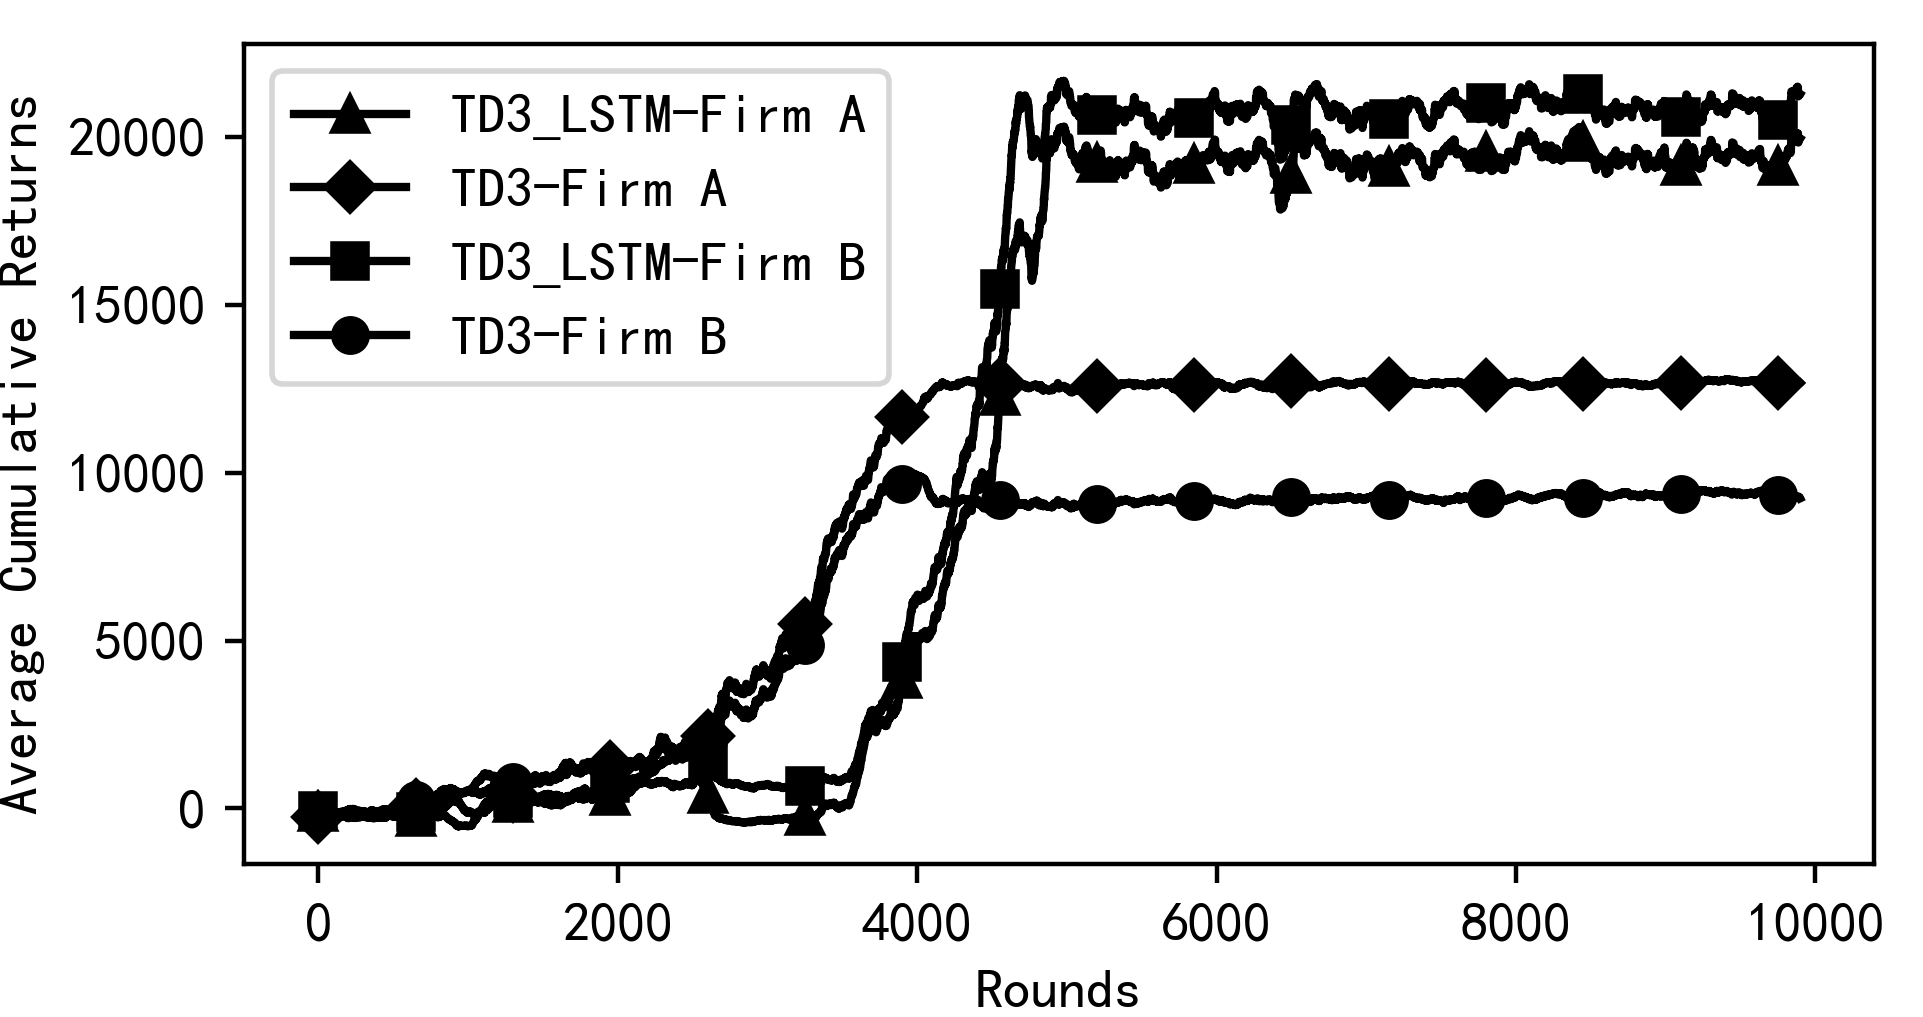 TD3_LSTM-Firm A
TD3-Firm A
TD3_LSTM-Firm B
TD3-Firm B
Average Cumulative Returns
20000
15000
10000
5000
0
0 2000 4000 6000 8000 10000
Rounds